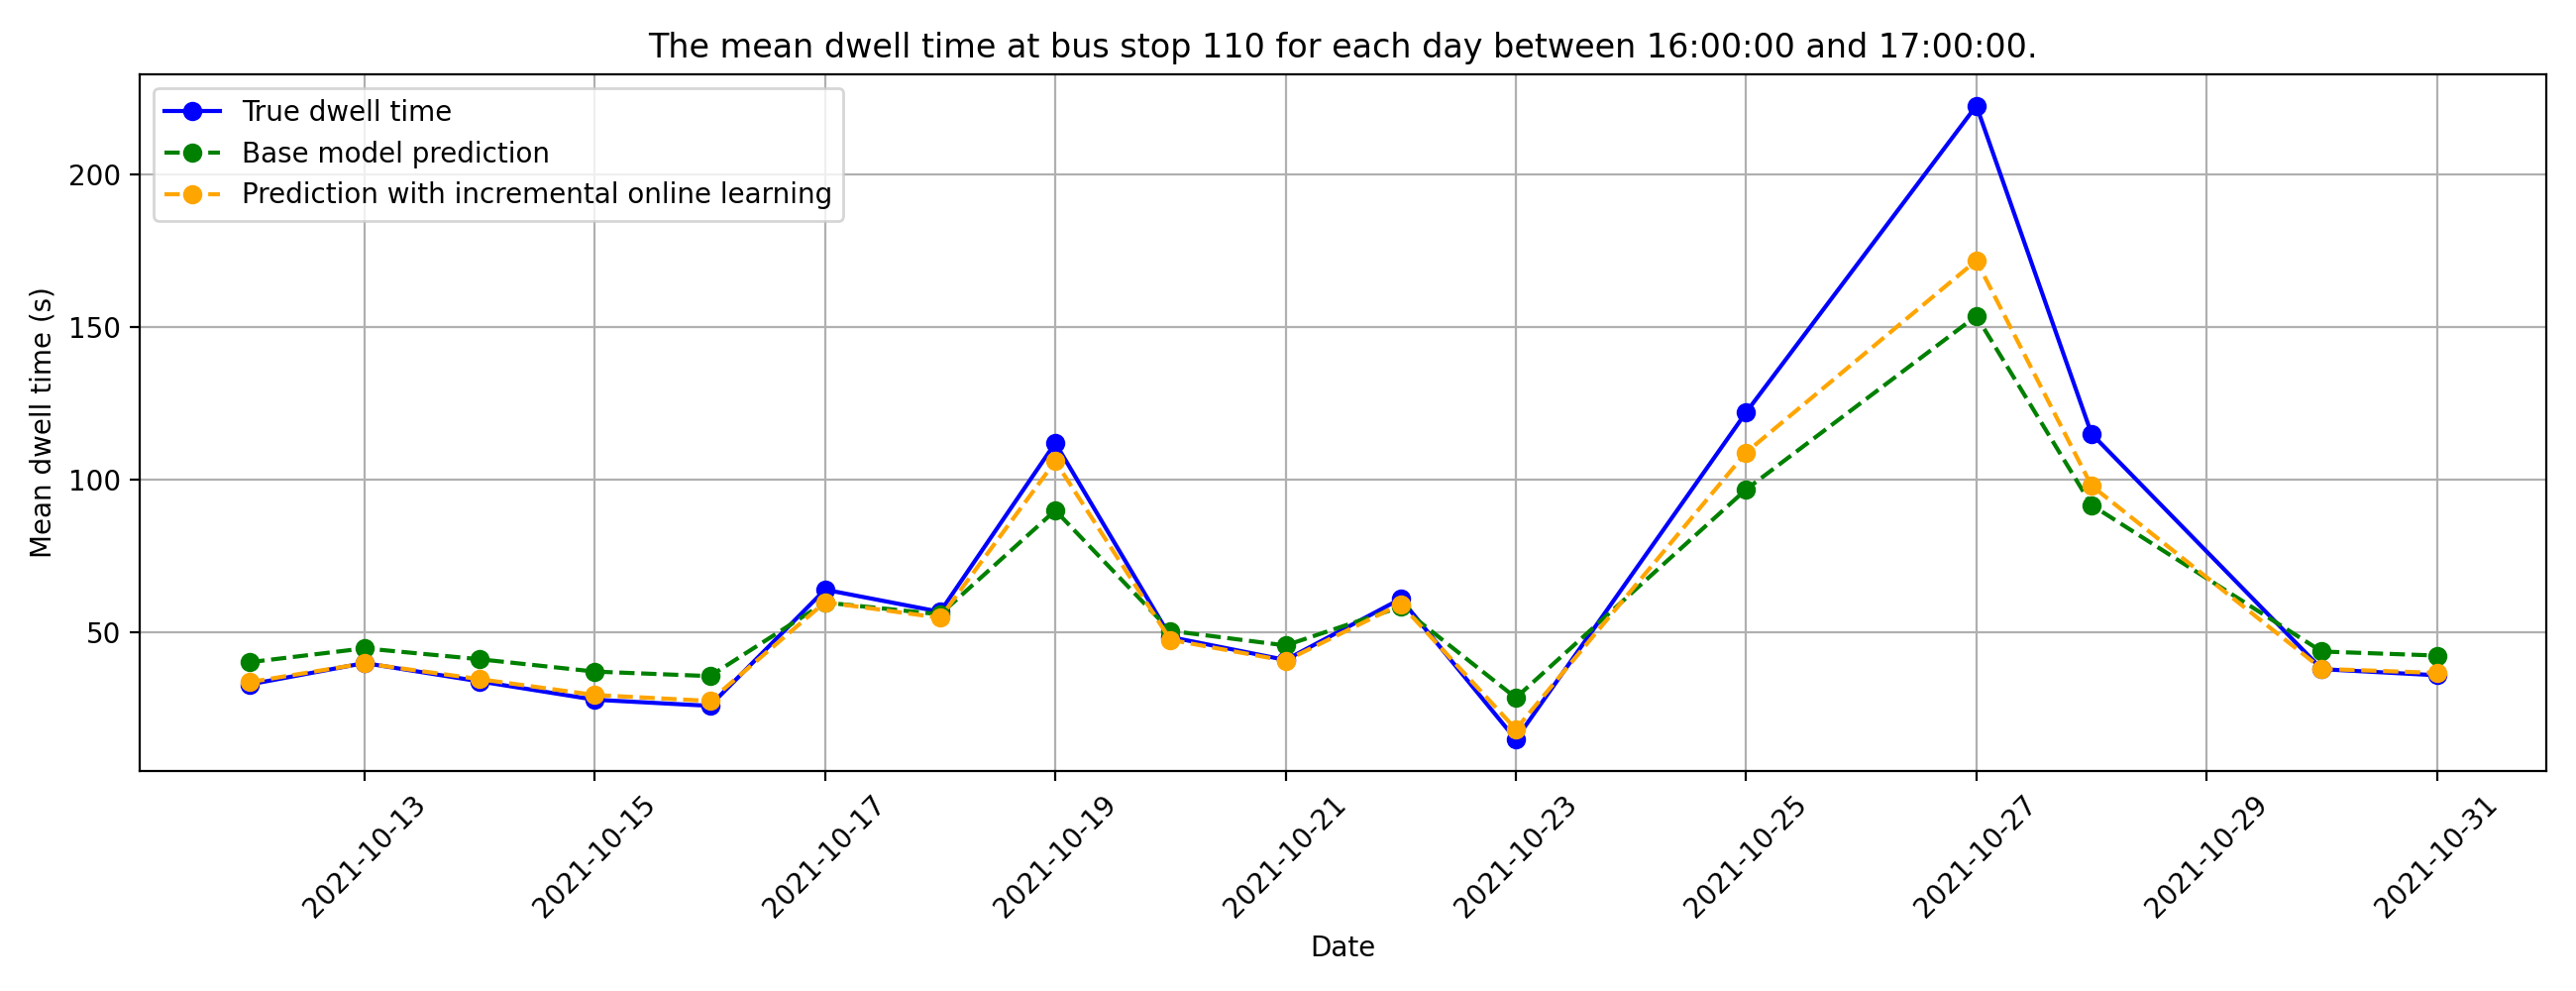 The mean dwell time at bus stop 110 for each day between 16:00:00 and 17:00:00.
True dwell time
Base model prediction
Prediction with incremental online learning
Mean dwell time (s)
200
150
100
50
2021-10-13
2021-10-15
2021-10-17
2021-10-19
2021-10-21
2021-10-23
2021-10-25
2021-10-27
2021-10-29
2021-10-31
Date